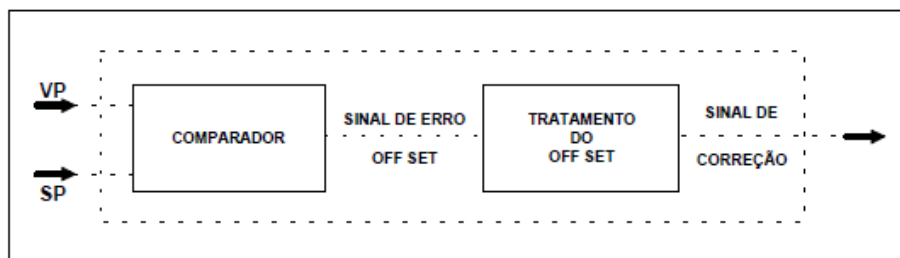 VP
SP
COMPARADOR
SINAL DE ERRO
OFF SET
TRATAMENTO
DO
OFF SET
SINAL DE
CORREÇÃO